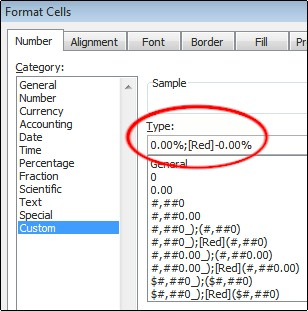 Format Cells
Number Alignment Font Border Fill
Category:
General
Number
Currency
Accounting
Date
Time
Percentage
Fraction
Scientific
Text
Special
Custom
Sample
Type:
0.00%;[Red]-0.00%
General
0
0.00
#,##0
#,##0.00
#,##0_);(#,##0)
#,##0_);[Red](#,##0)
#,##0.00_);(#,##0.00)
#,##0.00_);[Red](#,##0.00)
$#,##0_);($#,##0)
$#,##0_);[Red]($#,##0)